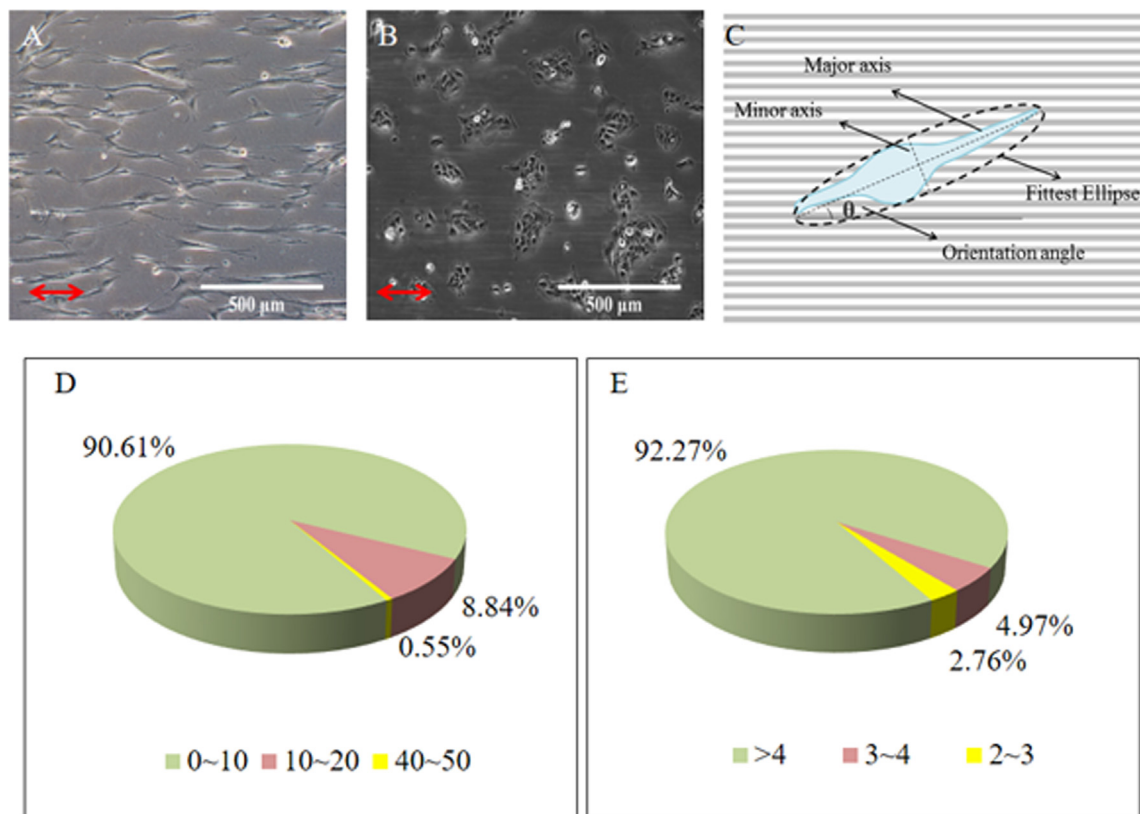 A
500 μm
B
500 μm
C
Major axis
Minor axis
Fittest Ellipse
θ
Orientation angle
D
90.61%
8.84%
0.55%
0~10 10~20 40~50
E
92.27%
4.97%
2.76%
>4 3~4 2~3